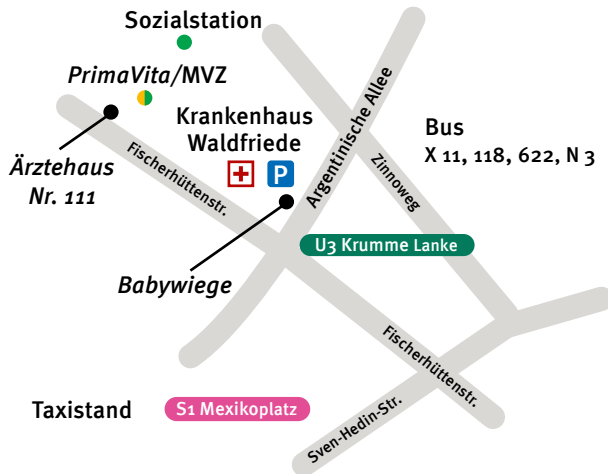 Sozialstation
PrimaVita/MVZ
Krankenhaus
Waldfriede
P
Ärztehaus
Nr. 111
Fischerhüttenstr.
Argentinische Allee
Zinnoweg
Bus
X 11, 118, 622, N 3
U3 Krumme Lanke
Babywiege
Fischerhüttenstr.
Taxistand
S1 Mexikoplatz
Sven-Hedin-Str.